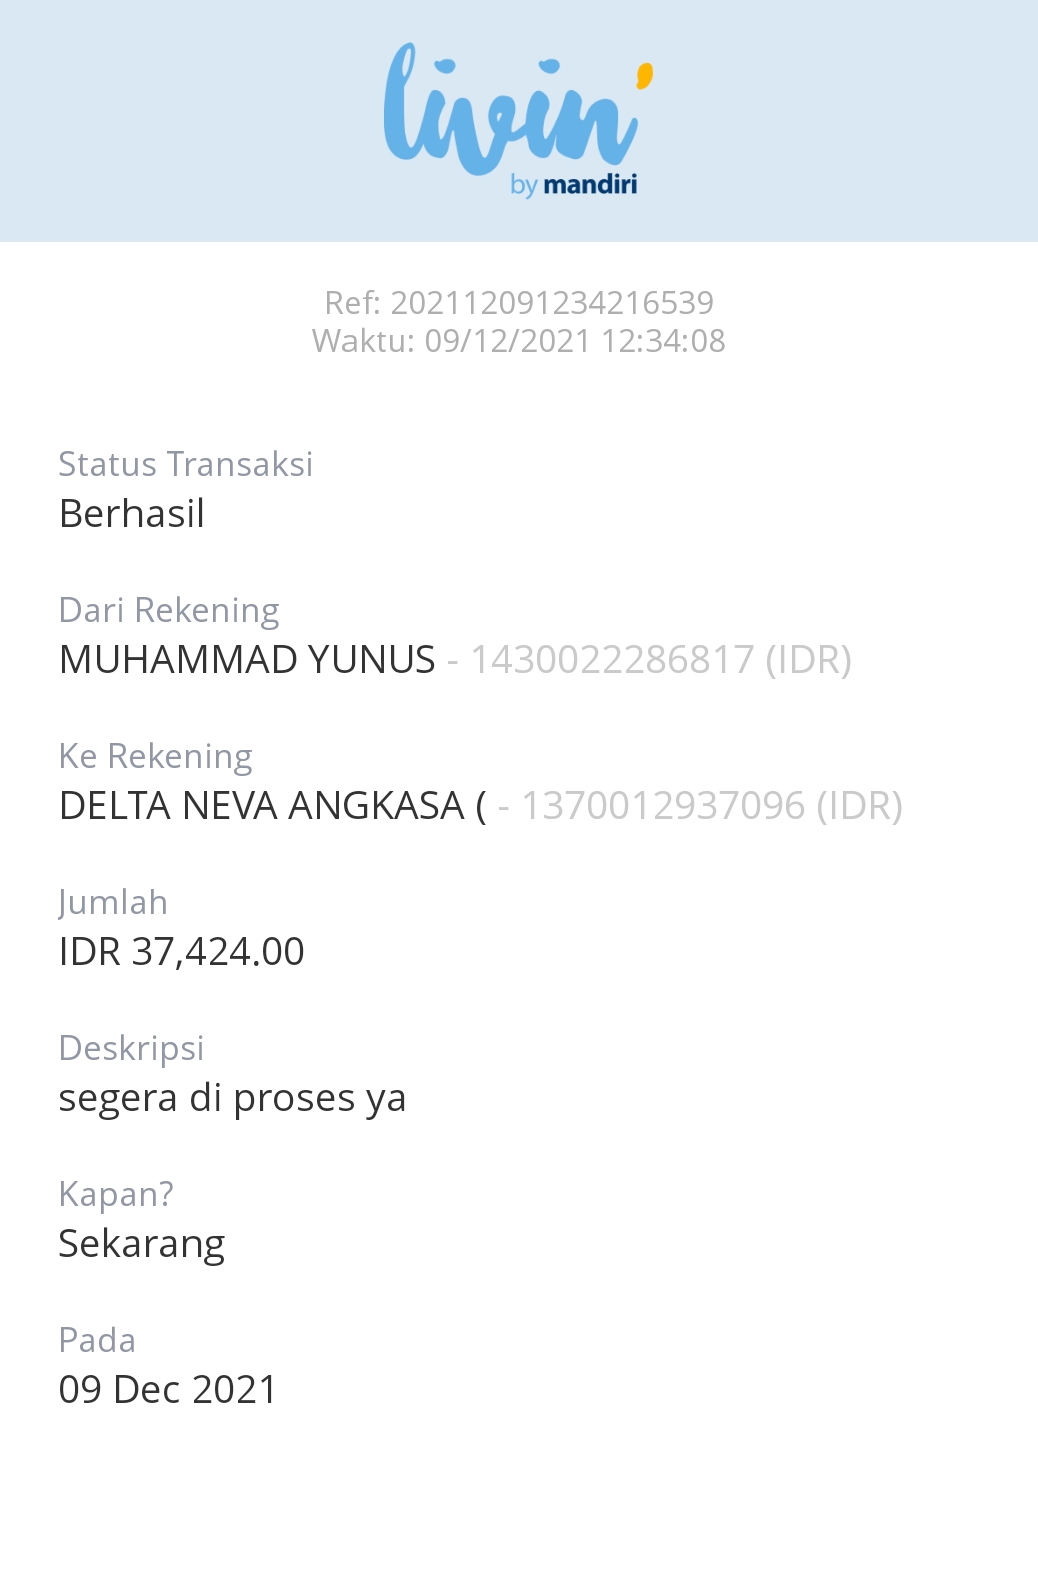 livin'
by mandiri
Ref: 202112091234216539
Waktu: 09/12/2021 12:34:08
Status Transaksi
Berhasil
Dari Rekening
MUHAMMAD YUNUS - 1430022286817 (IDR)
Ke Rekening
DELTA NEVA ANGKASA ( - 1370012937096 (IDR)
Jumlah
IDR 37,424.00
Deskripsi
segera di proses ya
Kapan?
Sekarang
Pada
09 Dec 2021